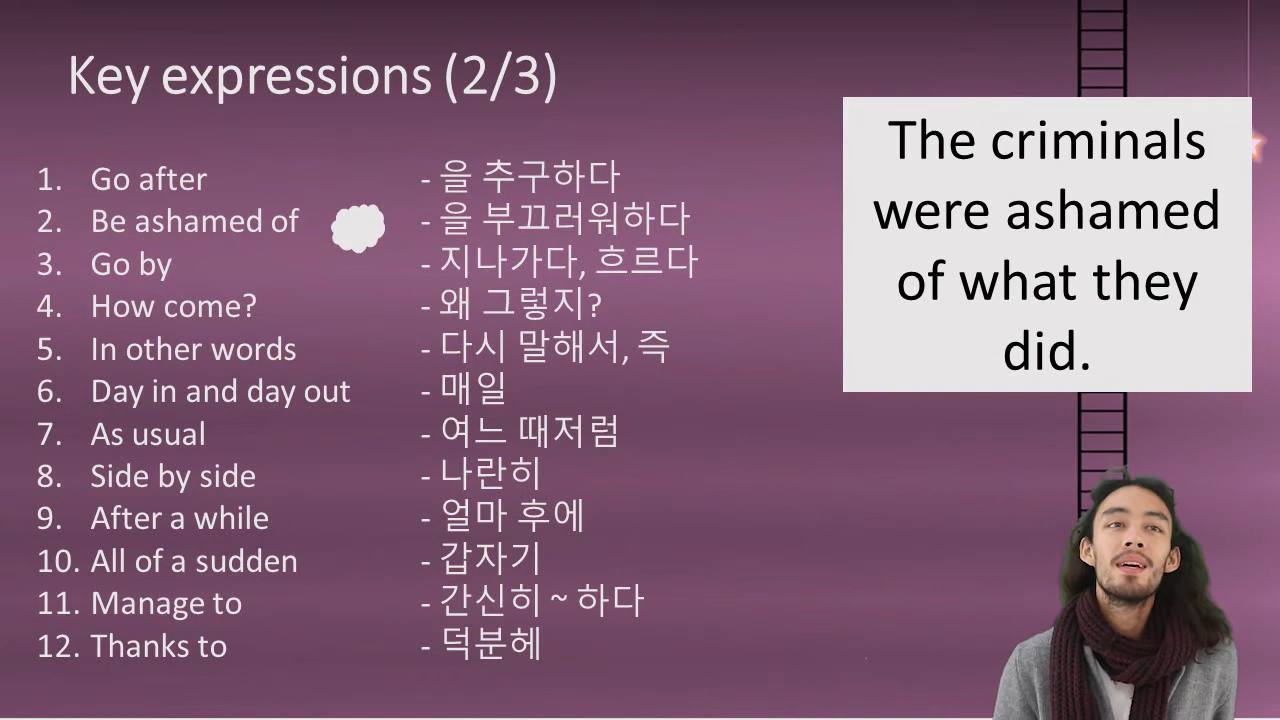 Key expressions (2/3)
1. Go after - 을 추구하다
2. Be ashamed of - 을 부끄러워하다
3. Go by - 지나가다, 흐르다
4. How come? - 왜 그렇지?
5. In other words - 다시 말해서, 즉
6. Day in and day out - 매일
7. As usual - 여느 때저럼
8. Side by side - 나란히
9. After a while - 얼마 후에
10. All of a sudden - 갑자기
11. Manage to - 간신히 ~ 하다
12. Thanks to - 덕분헤
The criminals
were ashamed
of what they
did.